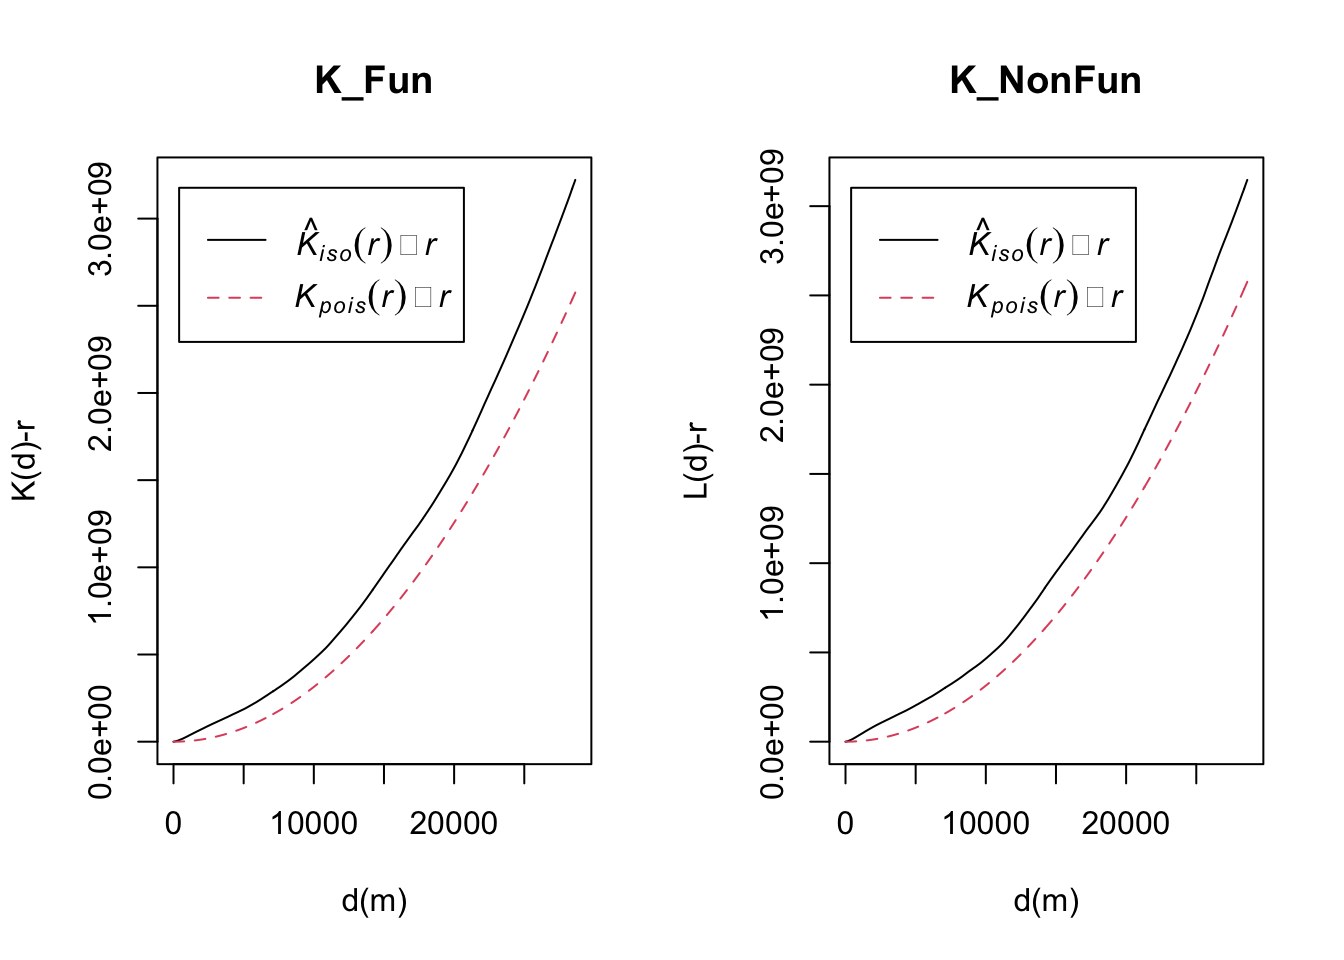 K_Fun
K(d)-r
3.0e+09
2.0e+09
1.0e+09
0.0e+00
K̂iso(r) □ r
Kpois(r) □ r
0 10000 20000
d(m)
K_NonFun
L(d)-r
3.0e+09
2.0e+09
1.0e+09
0.0e+00
K̂iso(r) □ r
Kpois(r) □ r
0 10000 20000
d(m)